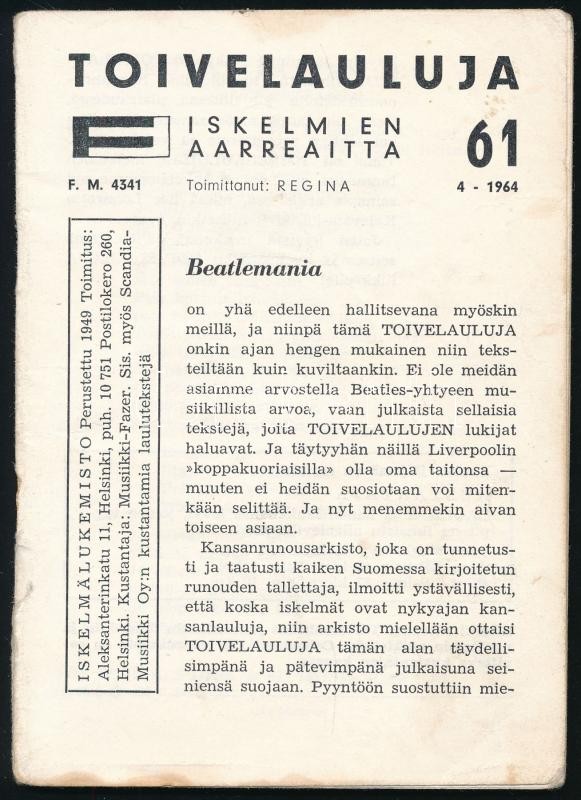 TOIVELAULUJA
ISKELMIEN
AARREAITTA
61
F. M. 4341
Toimittanut: REGINA
4 - 1964
ISKELMÄLUKEMISTO Perustettu 1949 Toimitus:
Aleksanterinkatu 11, Helsinki, puh. 10 751 Postilokero 260,
Helsinki. Kustantaja: Musiikki-Fazer. Sis. myös Scandia-
Musiikki Oy:n kustantamia laulutekstejä
Beatlemania
on yhä edelleen hallitsevana myöskin
meillä, ja niinpä tämä TOIVELAULUJA
onkin ajan hengen mukainen niin teks-
teiltään kuin kuviltaankin. Ei ole meidän
asiamme arvostella Beatles-yhtyeen mu-
siikillista arvoa, vaan julkaista sellaisia
tekstejä, joita TOIVELAULUJEN lukijat
haluavat. Ja täytyyhän näillä Liverpoolin
»koppakuoriaisilla» olla oma taitonsa —
muuten ei heidän suosiotaan voi miten-
kään selittää. Ja nyt menemmekin aivan
toiseen asiaan.
Kansanrunousarkisto, joka on tunnetus-
ti ja taatusti kaiken Suomessa kirjoitetun
runouden tallettaja, ilmoitti ystävällisesti,
että koska iskelmät ovat nykyajan kan-
sanlauluja, niin arkisto mielellään ottaisi
TOIVELAULUJA tämän alan täydelli-
simpänä ja pätevimpänä julkaisuna sei-
niensä suojaan. Pyyntöön suostuttiin mie-